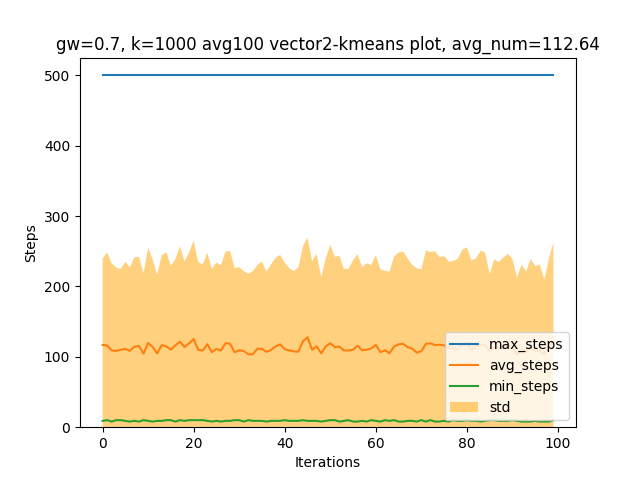 gw=0.7, k=1000 avg100 vector2-kmeans plot, avg_num=112.64
500
400
300
200
100
0
Steps
0 20 40 60 80 100
Iterations
max_steps
avg_steps
min_steps
std